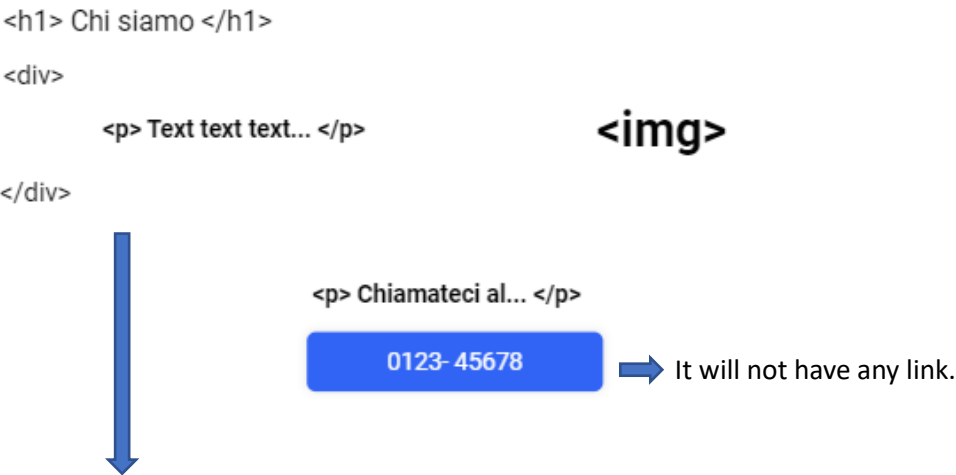 <h1> Chi siamo </h1>
<div>
<p> Text text text... </p>
<img>
</div>
<p> Chiamateci al... </p>
0123- 45678
It will not have any link.